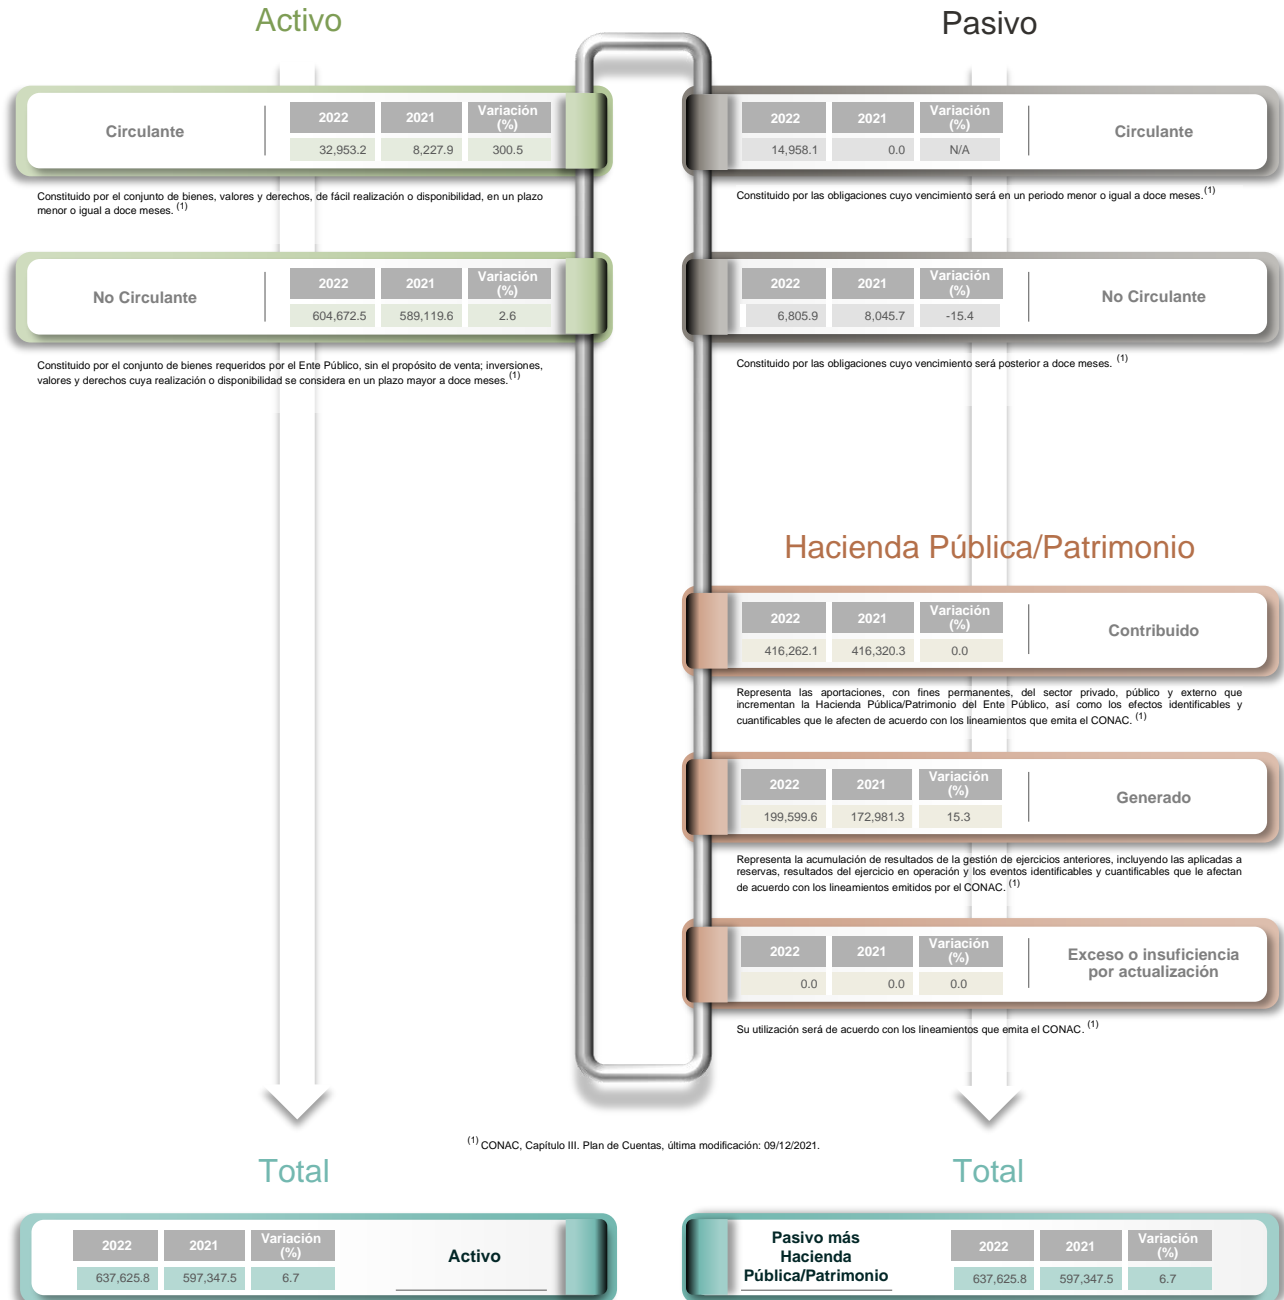 Activo
Circulante
2022 2021 Variación (%)
32,953.2 8,227.9 300.5
Constituido por el conjunto de bienes, valores y derechos, de fácil realización o disponibilidad, en un plazo
menor o igual a doce meses. (1)
No Circulante
2022 2021 Variación (%)
604,672.5 589,119.6 2.6
Constituido por el conjunto de bienes requeridos por el Ente Público, sin el propósito de venta; inversiones,
valores y derechos cuya realización o disponibilidad se considera en un plazo mayor a doce meses. (1)
Pasivo
2022 2021 Variación (%)
14,958.1 0.0 N/A
Circulante
Constituido por las obligaciones cuyo vencimiento será en un periodo menor o igual a doce meses. (1)
2022 2021 Variación (%)
6,805.9 8,045.7 -15.4
No Circulante
Constituido por las obligaciones cuyo vencimiento será posterior a doce meses. (1)
Hacienda Pública/Patrimonio
2022 2021 Variación (%)
416,262.1 416,320.3 0.0
Contribuido
Representa las aportaciones, con fines permanentes, del sector privado, público y externo que
incrementan la Hacienda Pública/Patrimonio del Ente Público, así como los efectos identificables y
cuantificables que le afecten de acuerdo con los lineamientos que emita el CONAC. (1)
2022 2021 Variación (%)
199,599.6 172,981.3 15.3
Generado
Representa la acumulación de resultados de la gestión de ejercicios anteriores, incluyendo las aplicadas a
reservas, resultados del ejercicio en operación y los eventos identificables y cuantificables que le afectan
de acuerdo con los lineamientos emitidos por el CONAC. (1)
2022 2021 Variación (%)
0.0 0.0 0.0
Exceso o insuficiencia
por actualización
Su utilización será de acuerdo con los lineamientos que emita el CONAC. (1)
(1) CONAC, Capítulo III. Plan de Cuentas, última modificación: 09/12/2021.
Total
2022 2021 Variación (%)
637,625.8 597,347.5 6.7
Activo
Total
Pasivo más
Hacienda
Pública/Patrimonio
2022 2021 Variación (%)
637,625.8 597,347.5 6.7